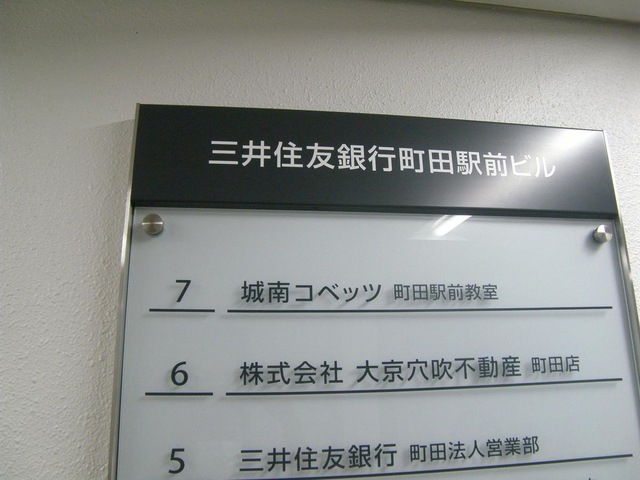 三井住友銀行町田駅前ビル
7 城南コベッツ 町田駅前教室
6 株式会社 大京穴吹不動産 町田店
5 三井住友銀行 町田法人営業部